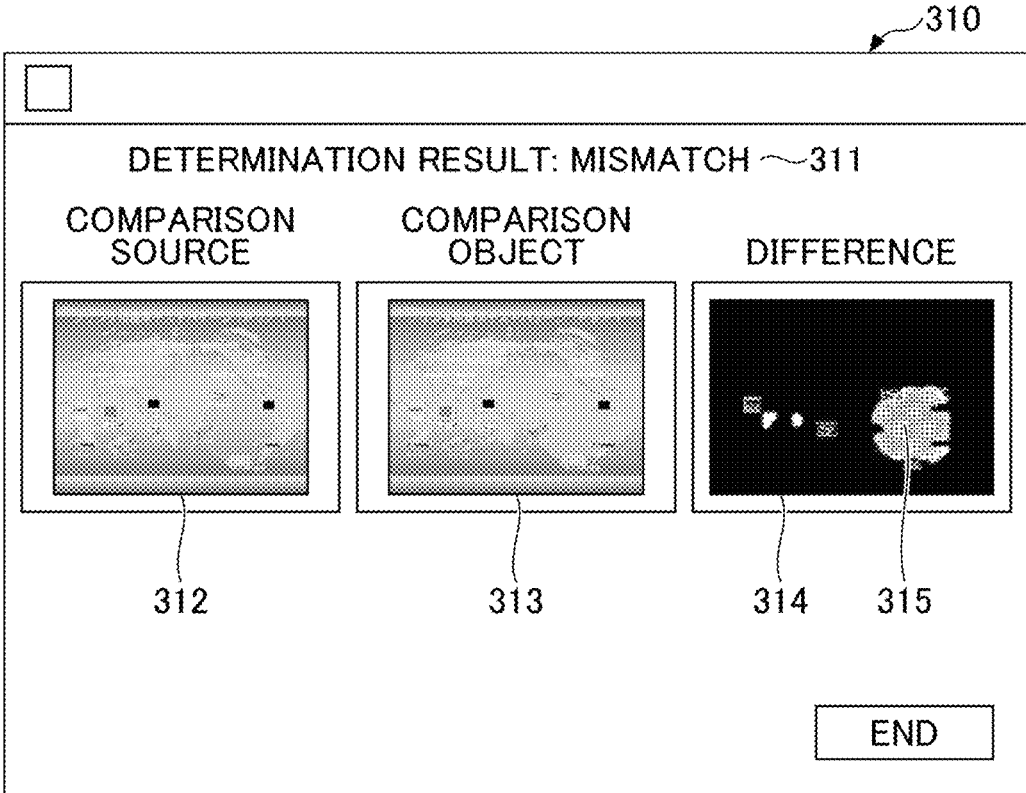 310
DETERMINATION RESULT: MISMATCH 311
COMPARISON
SOURCE
COMPARISON
OBJECT
DIFFERENCE
312
313
314
315
END